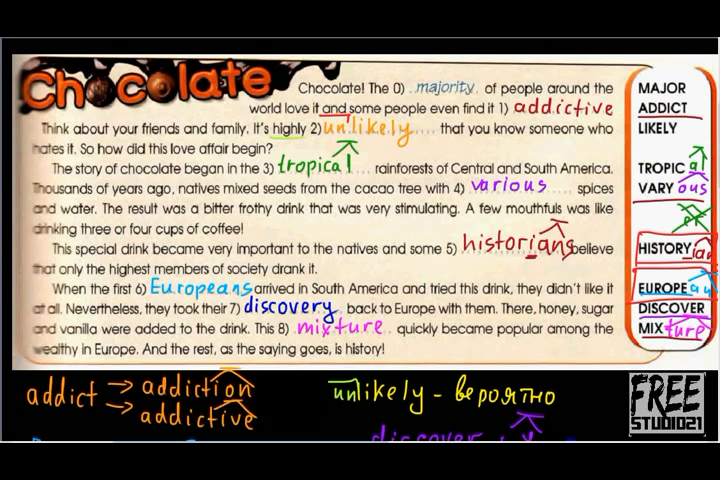 Chocolate
Chocolate! The 0) ..majority.. of people around the
world love it and some people even find it 1) addictive
Think about your friends and family. It's highly 2) unlikely.... that you know someone who
hates it. So how did this love affair begin?
The story of chocolate began in the 3) tropical... rainforests of Central and South America.
Thousands of years ago, natives mixed seeds from the cacao tree with 4) various .... spices
and water. The result was a bitter frothy drink that was very stimulating. A few mouthfuls was like
drinking three or four cups of coffee!
This special drink became very important to the natives and some 5) historians believe
that only the highest members of society drank it.
When the first 6) Europeans arrived in South America and tried this drink, they didn't like it
at all. Nevertheless, they took their 7) discovery back to Europe with them. There, honey, sugar
and vanilla were added to the drink. This 8) mixture quickly became popular among the
wealthy in Europe. And the rest, as the saying goes, is history!
MAJOR
ADDICT
LIKELY
TROPIC al
VARY ous
HISTORY ian
EUROPE an
DISCOVER
MIX ture
addict → addiction
→ addictive
unlikely - вероятно
discover
FREE
STUDIO21